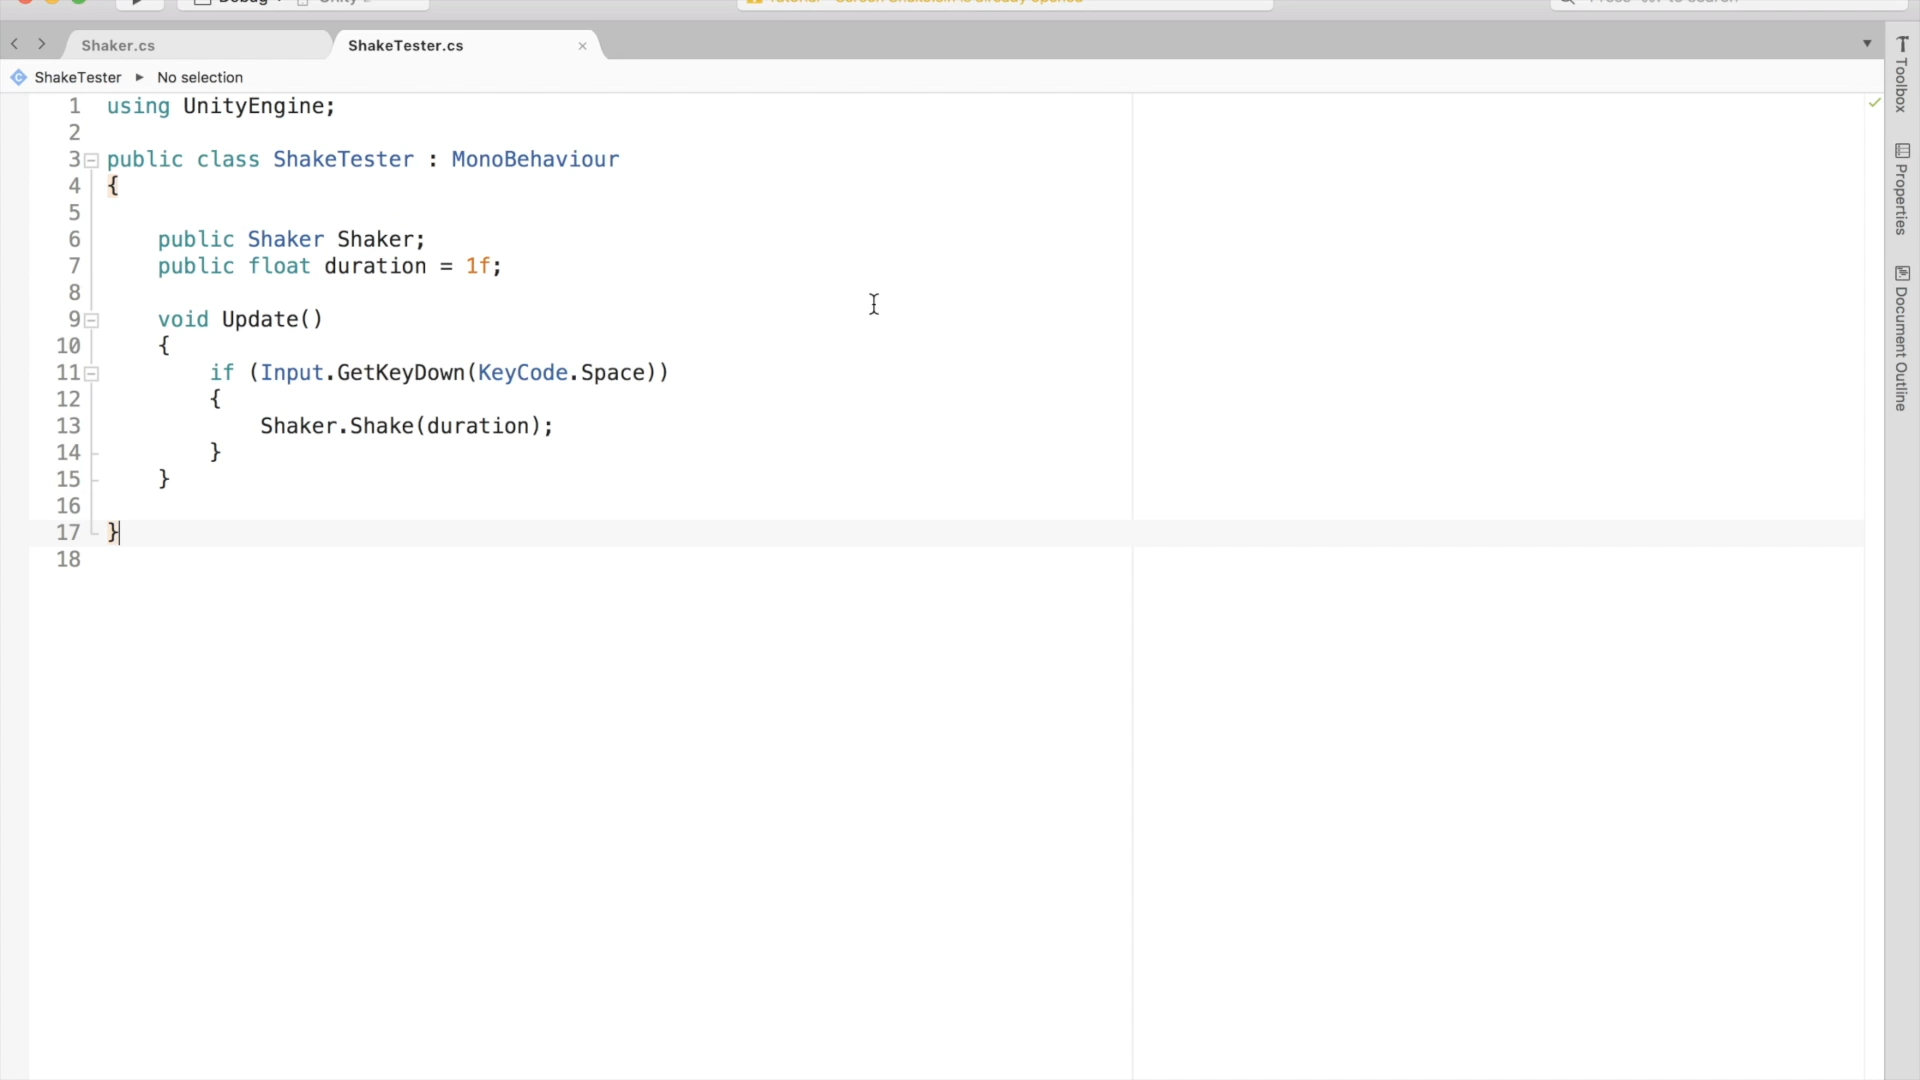 Shaker.cs
ShakeTester.cs
ShakeTester ▸ No selection
1 using UnityEngine;
2
3 public class ShakeTester : MonoBehaviour
4 {
5
6 public Shaker Shaker;
7 public float duration = 1f;
8
9 void Update()
10 {
11 if (Input.GetKeyDown(KeyCode.Space))
12 {
13 Shaker.Shake(duration);
14 }
15 }
16
17 }
18
Toolbox
Properties
Document Outline